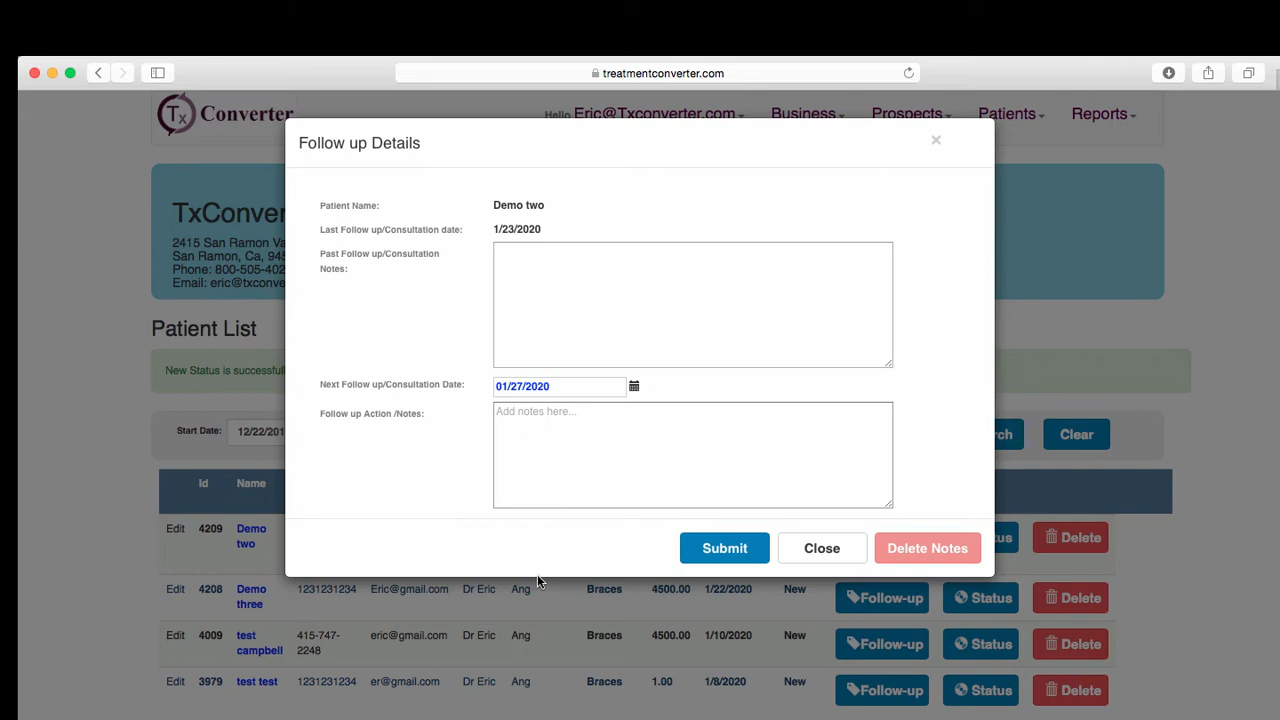 treatmentconverter.com
Tx Converter
Hello Eric@Txconverter.com Business Prospects Patients Reports
Follow up Details
×
Patient Name: Demo two
Last Follow up/Consultation date: 1/23/2020
Past Follow up/Consultation
Notes:
Next Follow up/Consultation Date: 01/27/2020
Follow up Action /Notes: Add notes here...
Submit Close Delete Notes
TxConver
2415 San Ramon Va
San Ramon, Ca, 945
Phone: 800-505-402
Email: eric@txconve
Patient List
New Status is successfull
Start Date: 12/22/201 rch Clear
Id Name
Edit 4209 Demo two us Delete
Edit 4208 Demo three 1231231234 Eric@gmail.com Dr Eric Ang Braces 4500.00 1/22/2020 New Follow-up Status Delete
Edit 4009 test campbell 415-747-2248 eric@gmail.com Dr Eric Ang Braces 4500.00 1/10/2020 New Follow-up Status Delete
Edit 3979 test test 1231231234 er@gmail.com Dr Eric Ang Braces 1.00 1/8/2020 New Follow-up Status Delete